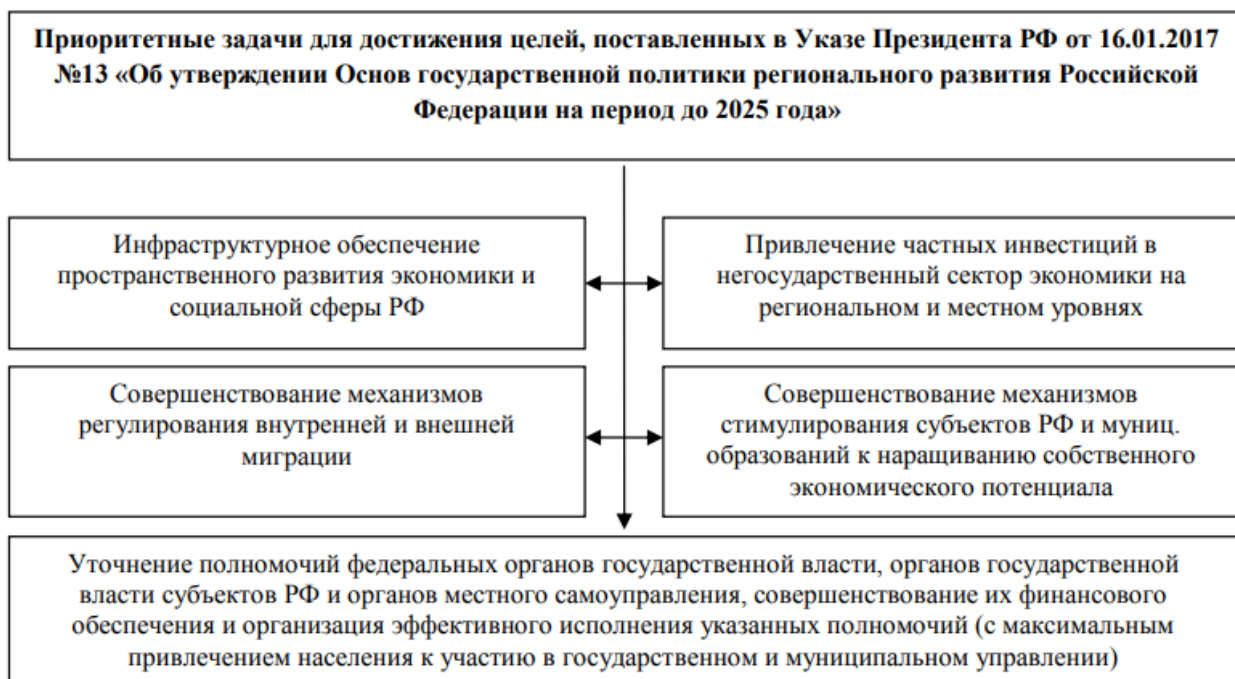 Приоритетные задачи для достижения целей, поставленных в Указе Президента РФ от 16.01.2017
№13 «Об утверждении Основ государственной политики регионального развития Российской
Федерации на период до 2025 года»
Инфраструктурное обеспечение
пространственного развития экономики и
социальной сферы РФ
Привлечение частных инвестиций в
негосударственный сектор экономики на
региональном и местном уровнях
Совершенствование механизмов
регулирования внутренней и внешней
миграции
Совершенствование механизмов
стимулирования субъектов РФ и муниц.
образований к наращиванию собственного
экономического потенциала
Уточнение полномочий федеральных органов государственной власти, органов государственной
власти субъектов РФ и органов местного самоуправления, совершенствование их финансового
обеспечения и организация эффективного исполнения указанных полномочий (с максимальным
привлечением населения к участию в государственном и муниципальном управлении)